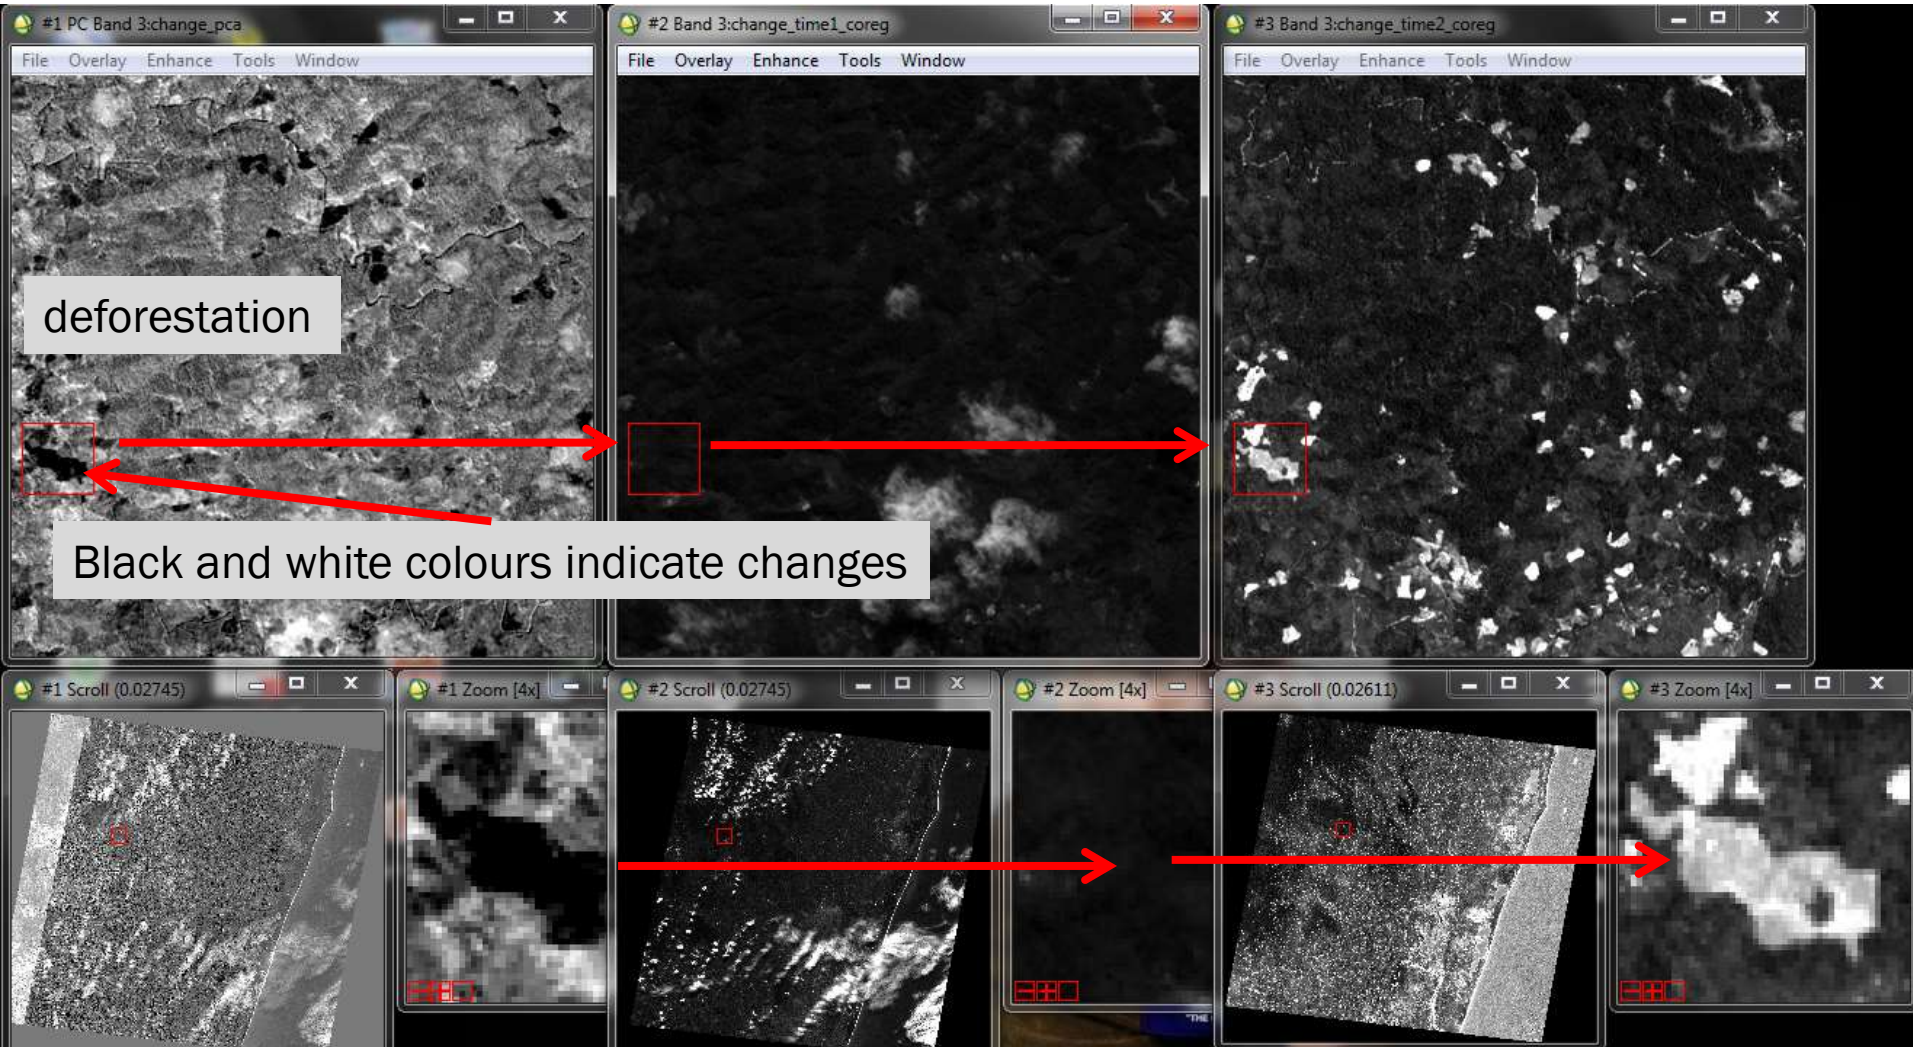 #1 PC Band 3:change_pca
File Overlay Enhance Tools Window
#2 Band 3:change_time1_coreg
File Overlay Enhance Tools Window
#3 Band 3:change_time2_coreg
File Overlay Enhance Tools Window
deforestation
Black and white colours indicate changes
#1 Scroll (0.02745)
#1 Zoom [4x]
#2 Scroll (0.02745)
#2 Zoom [4x]
#3 Scroll (0.02611)
#3 Zoom [4x]
"THE